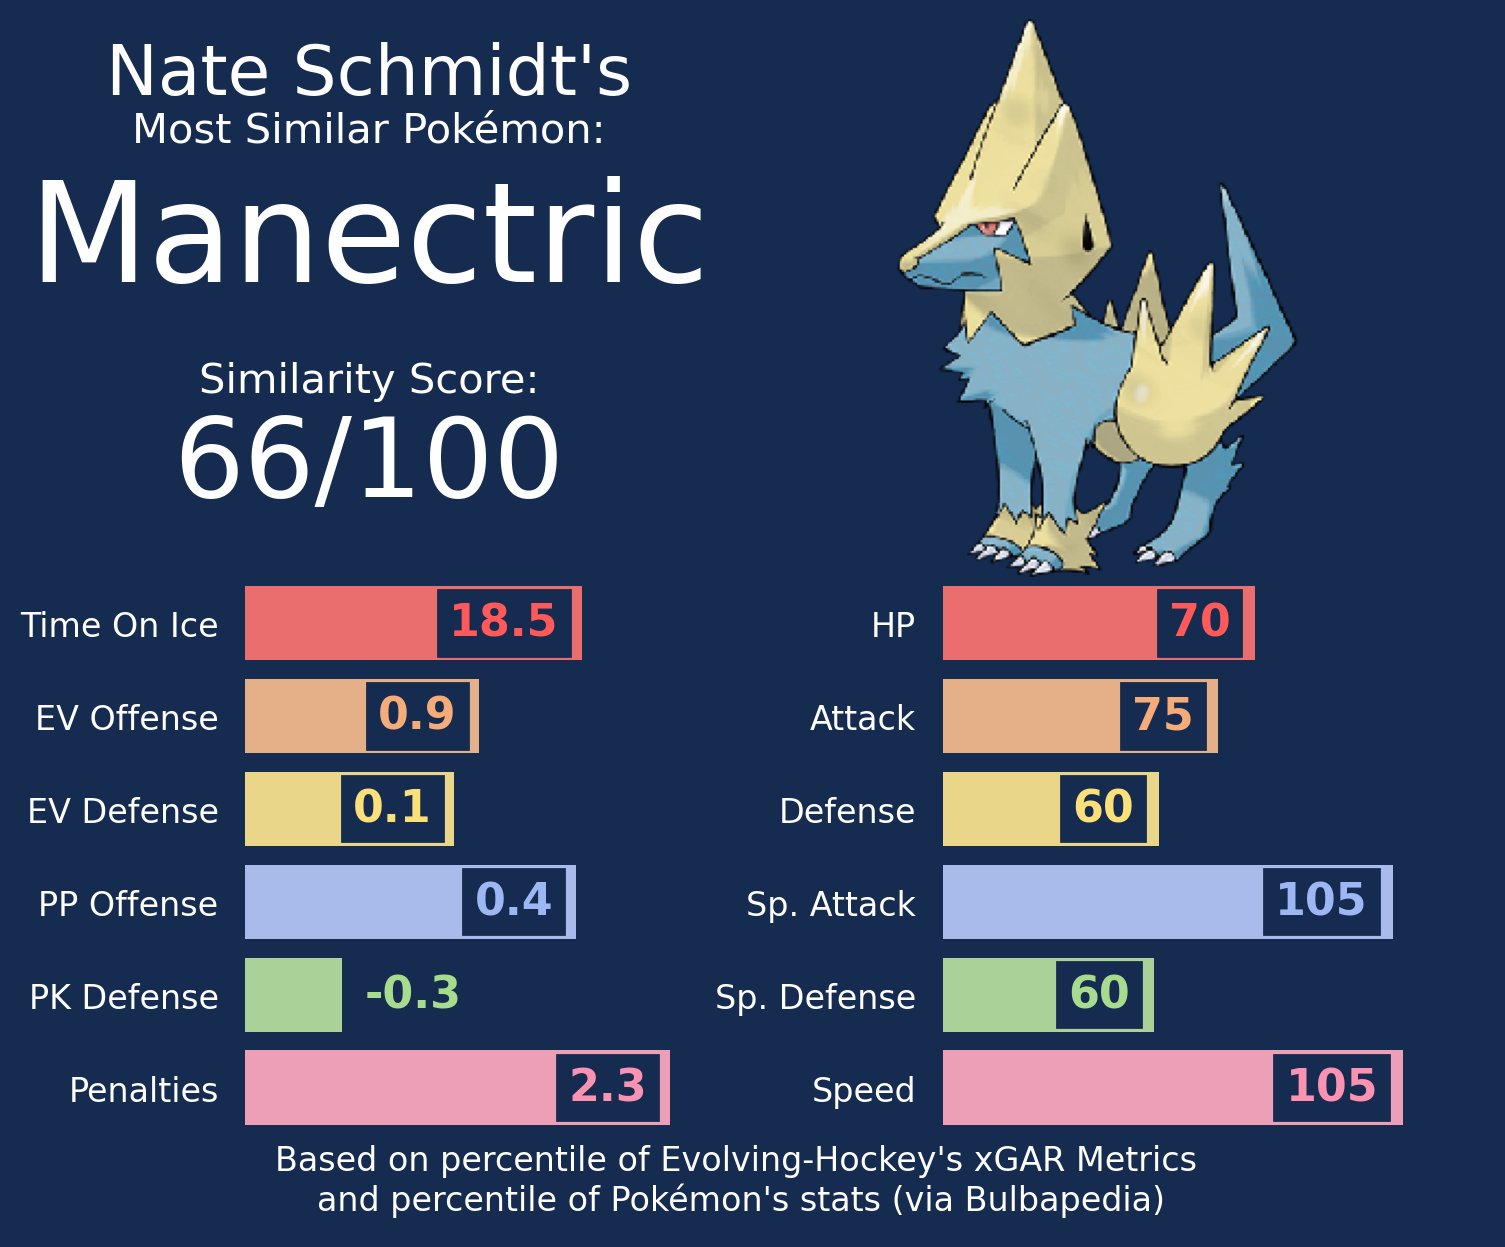 Nate Schmidt's
Most Similar Pokémon:
Manectric
Similarity Score:
66/100
Time On Ice 18.5
EV Offense 0.9
EV Defense 0.1
PP Offense 0.4
PK Defense -0.3
Penalties 2.3
HP 70
Attack 75
Defense 60
Sp. Attack 105
Sp. Defense 60
Speed 105
Based on percentile of Evolving-Hockey's xGAR Metrics
and percentile of Pokémon's stats (via Bulbapedia)